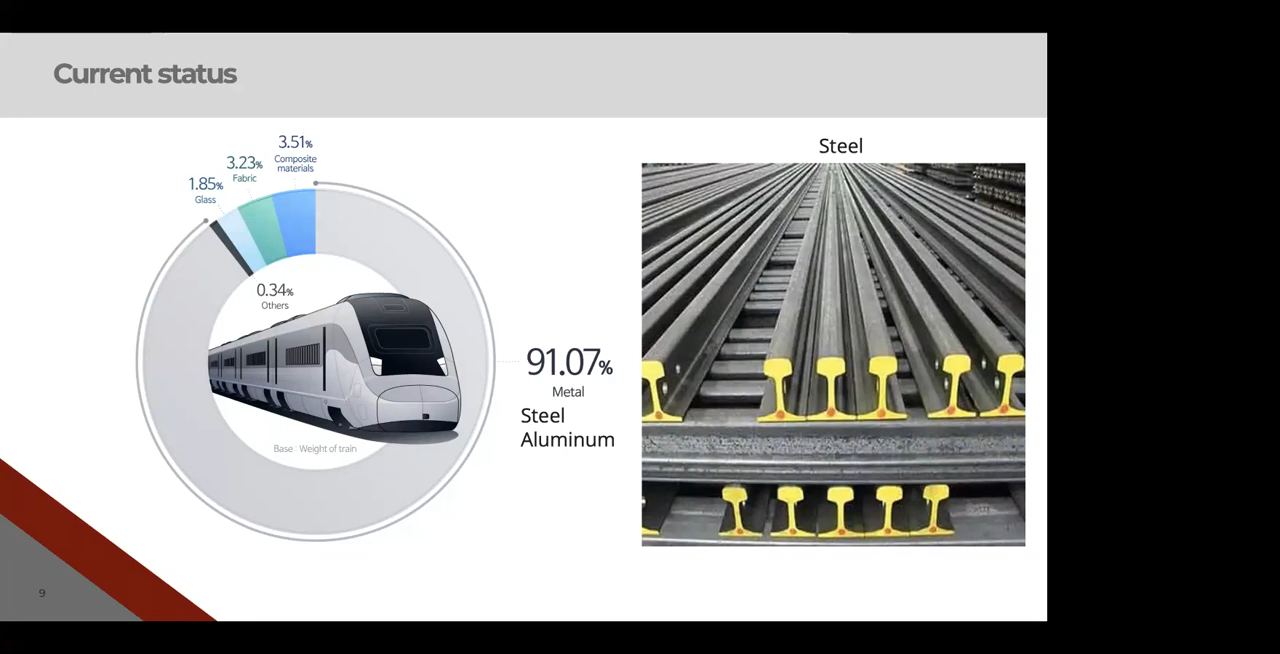 Current status
3.51%
Composite
materials
3.23%
Fabric
1.85%
Glass
0.34%
Others
91.07%
Metal
Steel
Aluminum
Base : Weight of train
Steel
9